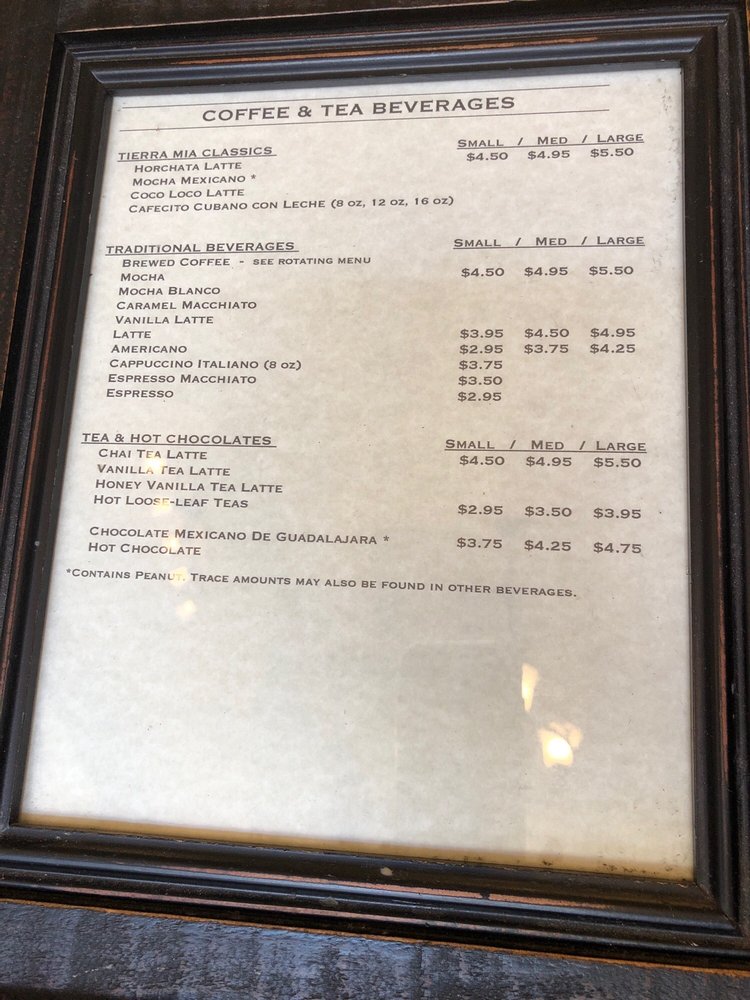 COFFEE & TEA BEVERAGES
TIERRA MIA CLASSICS SMALL / MED / LARGE
HORCHATA LATTE $4.50 $4.95 $5.50
MOCHA MEXICANO *
COCO LOCO LATTE
CAFECITO CUBANO CON LECHE (8 OZ, 12 OZ, 16 OZ)
TRADITIONAL BEVERAGES SMALL / MED / LARGE
BREWED COFFEE - SEE ROTATING MENU
MOCHA $4.50 $4.95 $5.50
MOCHA BLANCO
CARAMEL MACCHIATO
VANILLA LATTE
LATTE $3.95 $4.50 $4.95
AMERICANO $2.95 $3.75 $4.25
CAPPUCCINO ITALIANO (8 OZ) $3.75
ESPRESSO MACCHIATO $3.50
ESPRESSO $2.95
TEA & HOT CHOCOLATES SMALL / MED / LARGE
CHAI TEA LATTE $4.50 $4.95 $5.50
VANILLA TEA LATTE
HONEY VANILLA TEA LATTE
HOT LOOSE-LEAF TEAS $2.95 $3.50 $3.95
CHOCOLATE MEXICANO DE GUADALAJARA * $3.75 $4.25 $4.75
HOT CHOCOLATE
*CONTAINS PEANUT. TRACE AMOUNTS MAY ALSO BE FOUND IN OTHER BEVERAGES.